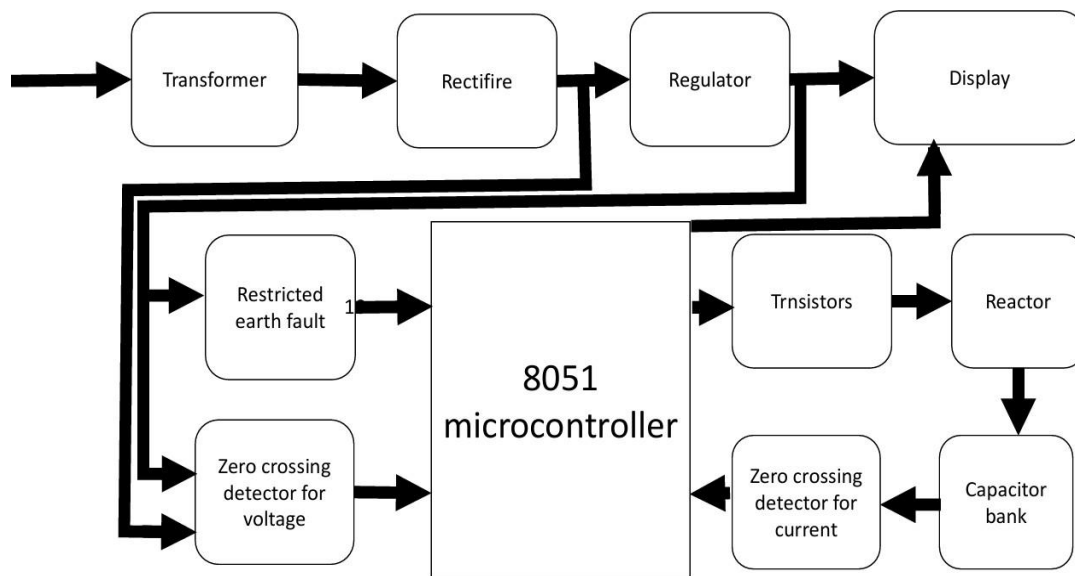 Transformer
Rectifire
Regulator
Display
Restricted
earth fault
1
8051
microcontroller
Trnsistors
Reactor
Zero crossing
detector for
voltage
Zero crossing
detector for
current
Capacitor
bank